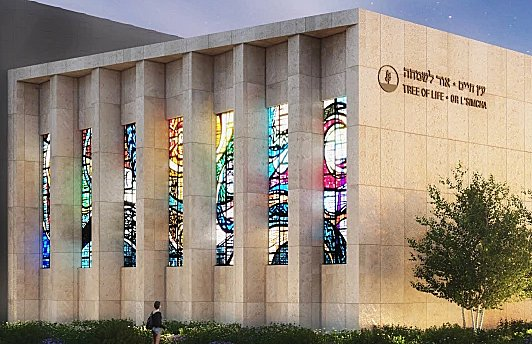 עץ חיים • אור לשמחה
TREE OF LIFE • OR L'SIMCHA